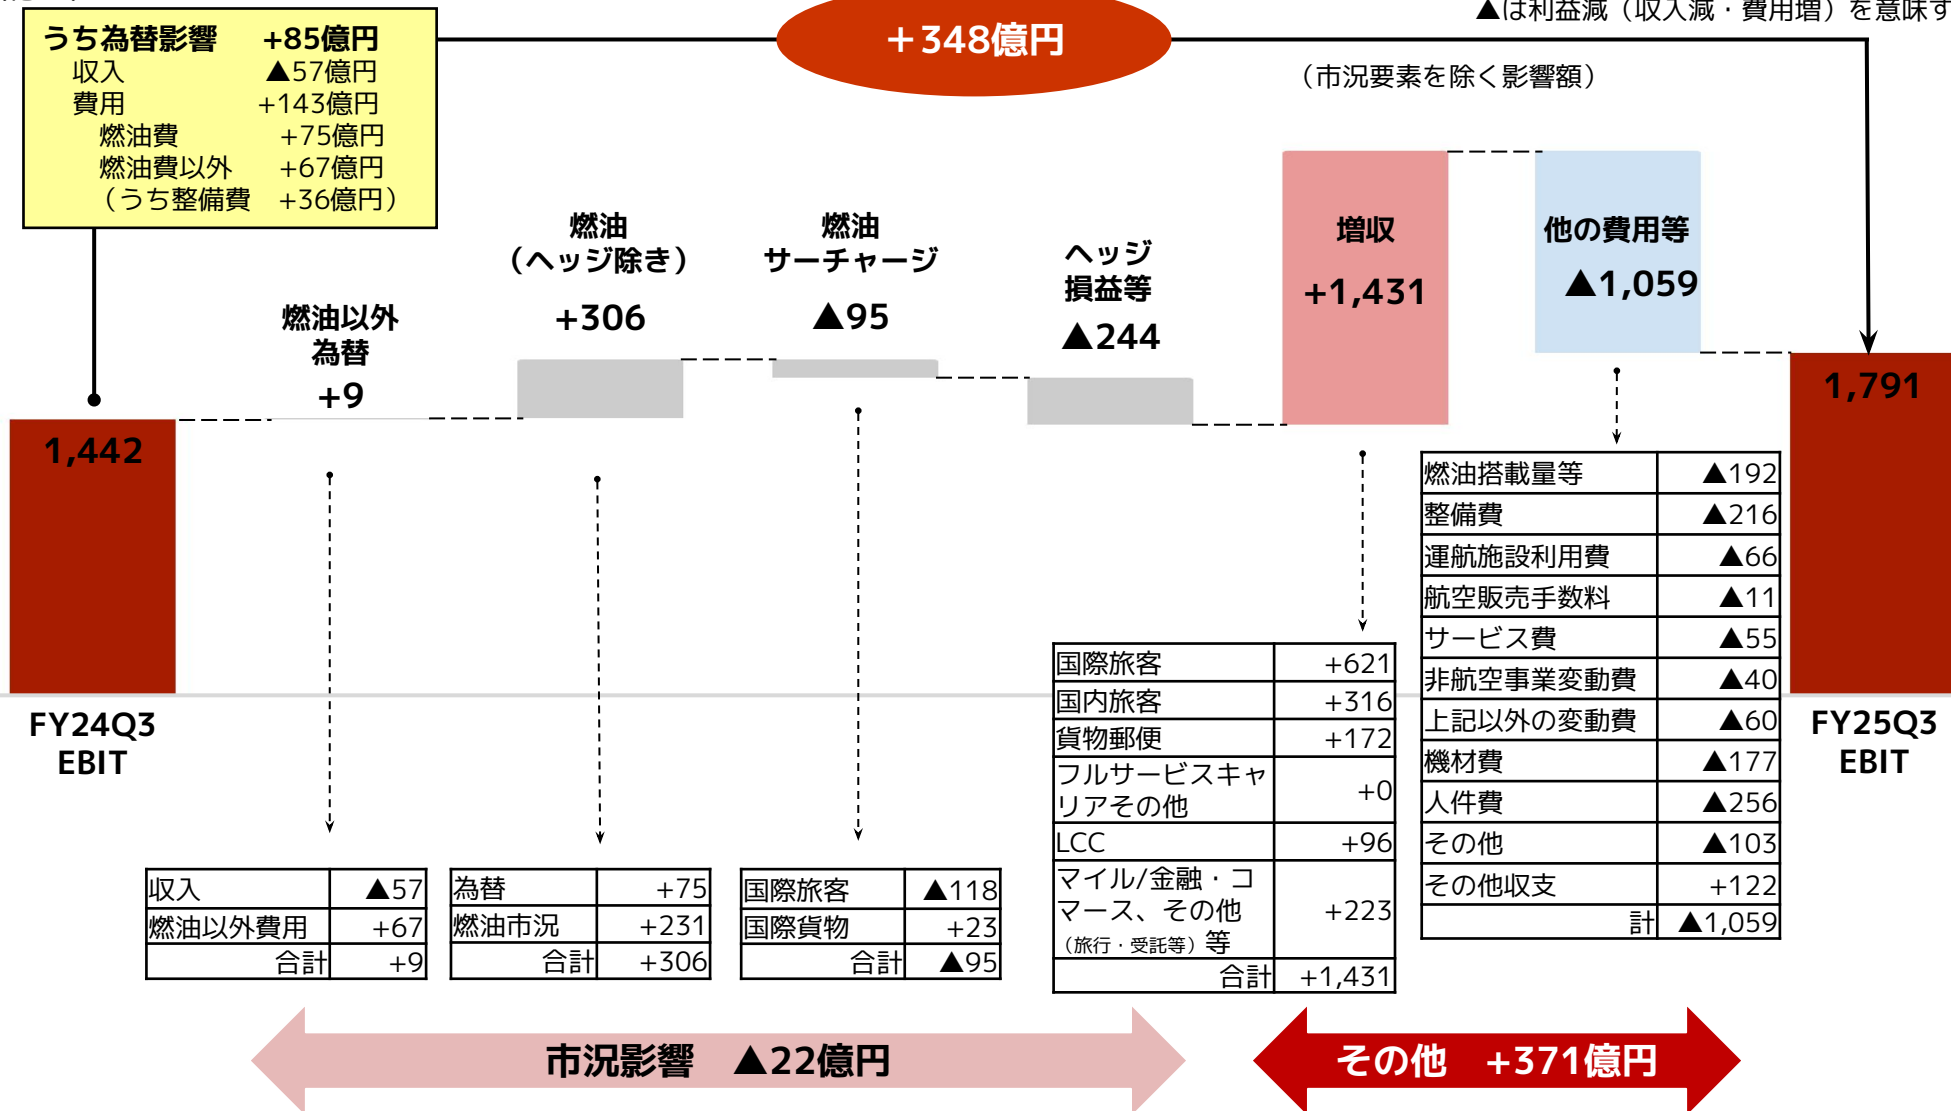 ▲は利益減（収入減・費用増）を意味す
うち為替影響 +85億円
収入 ▲57億円
費用 +143億円
燃油費 +75億円
燃油費以外 +67億円
（うち整備費 +36億円）
＋348億円
（市況要素を除く影響額）
1,442
FY24Q3
EBIT
燃油以外
為替
+9
燃油
（ヘッジ除き）
+306
燃油
サーチャージ
▲95
ヘッジ
損益等
▲244
増収
+1,431
他の費用等
▲1,059
1,791
FY25Q3
EBIT
収入 ▲57
燃油以外費用 +67
合計 +9
為替 +75
燃油市況 +231
合計 +306
国際旅客 ▲118
国際貨物 +23
合計 ▲95
国際旅客 +621
国内旅客 +316
貨物郵便 +172
フルサービスキャ
リアその他 +0
LCC +96
マイル/金融・コ
マース、その他
（旅行・受託等）等 +223
合計 +1,431
燃油搭載量等 ▲192
整備費 ▲216
運航施設利用費 ▲66
航空販売手数料 ▲11
サービス費 ▲55
非航空事業変動費 ▲40
上記以外の変動費 ▲60
機材費 ▲177
人件費 ▲256
その他 ▲103
その他収支 +122
計 ▲1,059
市況影響 ▲22億円
その他 +371億円